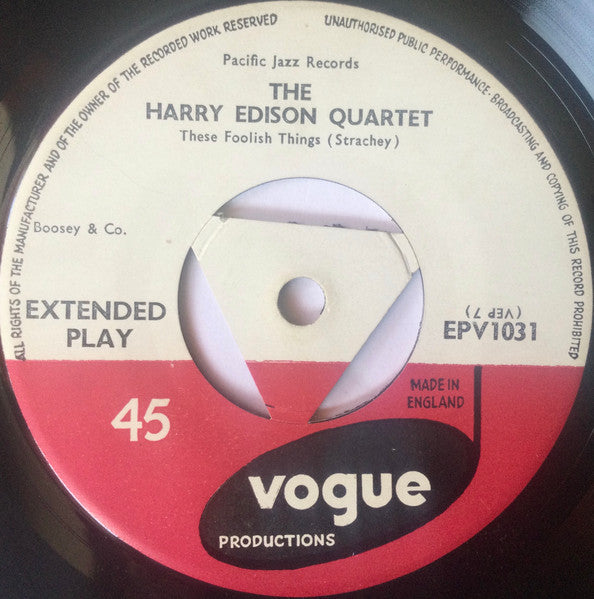 ALL RIGHTS OF THE MANUFACTURER AND OF THE OWNER OF THE RECORDED WORK RESERVED
UNAUTHORISED PUBLIC PERFORMANCE · BROADCASTING AND COPYING OF THIS RECORD PROHIBITED
Pacific Jazz Records
THE
HARRY EDISON QUARTET
These Foolish Things (Strachey)
Boosey & Co.
EXTENDED
PLAY
(VEP 7)
EPV1031
45
MADE IN
ENGLAND
vogue
PRODUCTIONS